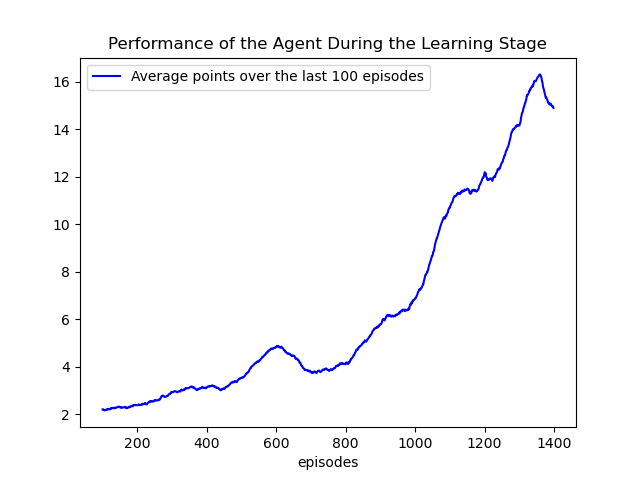 Performance of the Agent During the Learning Stage
Average points over the last 100 episodes
16
14
12
10
8
6
4
2
200 400 600 800 1000 1200 1400
episodes